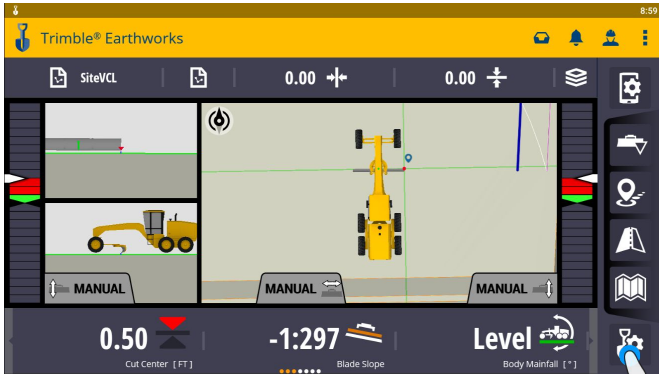 8:59
Trimble® Earthworks
SiteVCL
0.00
0.00
MANUAL
MANUAL
MANUAL
0.50
-1:297
Level
Cut Center [FT]
Blade Slope
Body Mainfall [°]